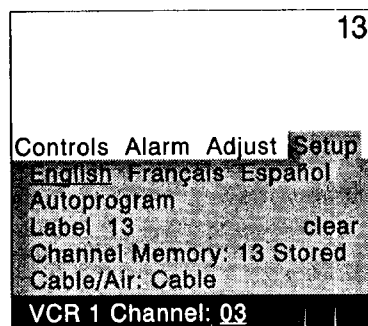 13
Controls Alarm Adjust Setup
English Français Español
Autoprogram
Label 13 clear
Channel Memory: 13 Stored
Cable/Air: Cable
VCR 1 Channel: 03